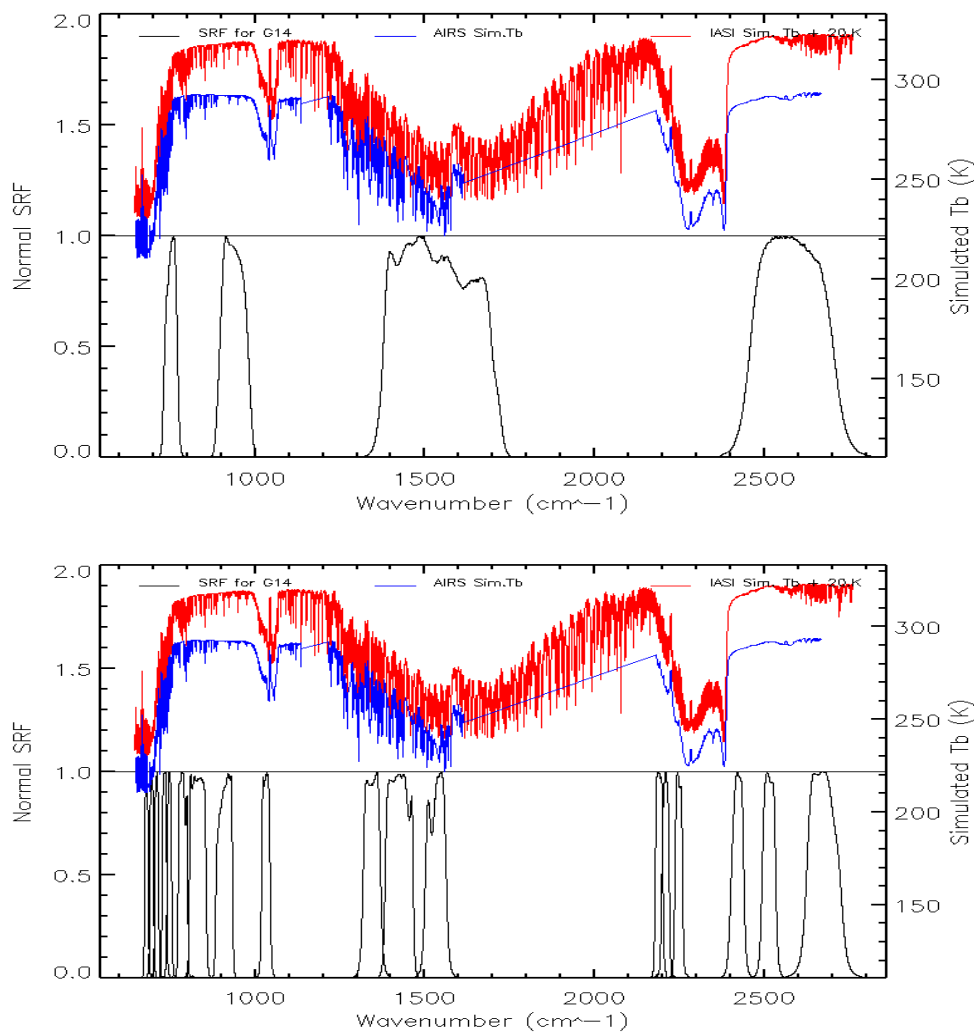 2.0
SRF for G14
AIRS Sim.Tb
IASI Sim. Tb + 20.K
1.5
1.0
0.5
0.0
Normal SRF
300
250
200
150
Simulated Tb (K)
1000
1500
2000
2500
Wavenumber (cm^-1)
2.0
SRF for G14
AIRS Sim.Tb
IASI Sim. Tb + 20.K
1.5
1.0
0.5
0.0
Normal SRF
300
250
200
150
Simulated Tb (K)
1000
1500
2000
2500
Wavenumber (cm^-1)